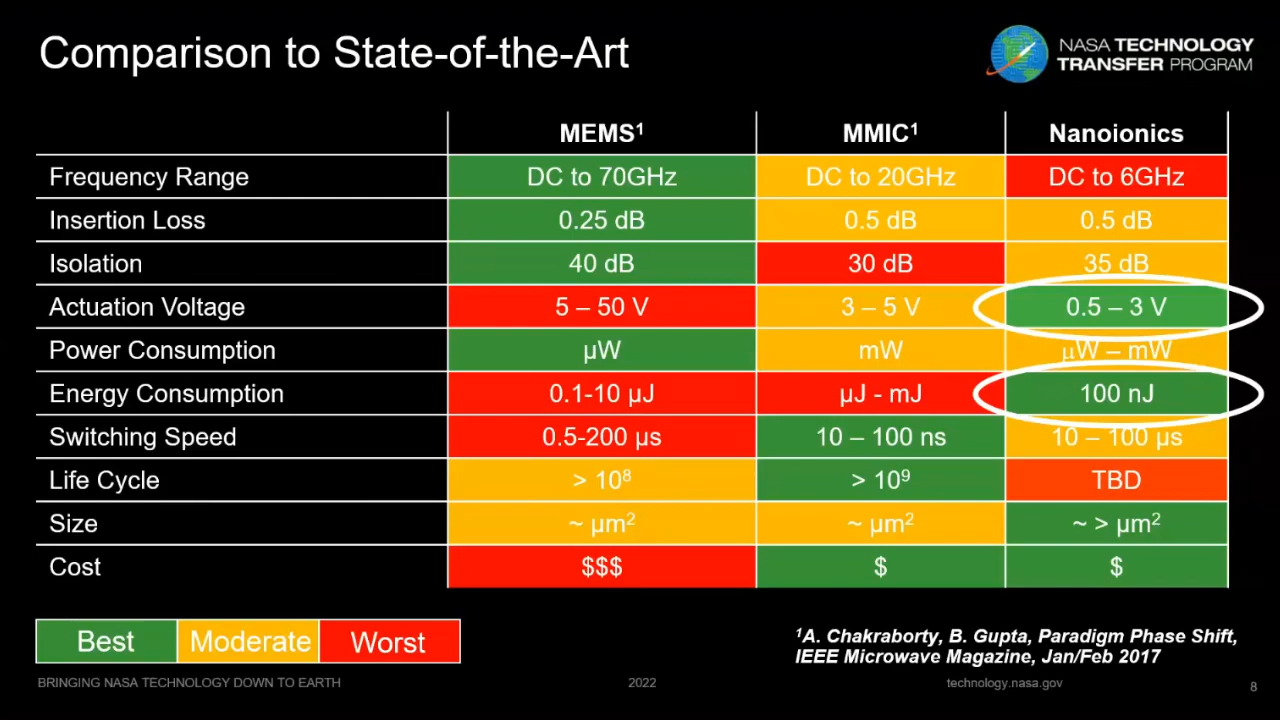 Comparison to State-of-the-Art
NASA TECHNOLOGY
TRANSFER PROGRAM
MEMS¹ MMIC¹ Nanoionics
Frequency Range DC to 70GHz DC to 20GHz DC to 6GHz
Insertion Loss 0.25 dB 0.5 dB 0.5 dB
Isolation 40 dB 30 dB 35 dB
Actuation Voltage 5 – 50 V 3 – 5 V 0.5 – 3 V
Power Consumption µW mW µW – mW
Energy Consumption 0.1-10 µJ µJ - mJ 100 nJ
Switching Speed 0.5-200 µs 10 – 100 ns 10 – 100 µs
Life Cycle > 10⁸ > 10⁹ TBD
Size ~ µm² ~ µm² ~ > µm²
Cost $$$ $ $
Best Moderate Worst
¹A. Chakraborty, B. Gupta, Paradigm Phase Shift,
IEEE Microwave Magazine, Jan/Feb 2017
BRINGING NASA TECHNOLOGY DOWN TO EARTH 2022 technology.nasa.gov 8